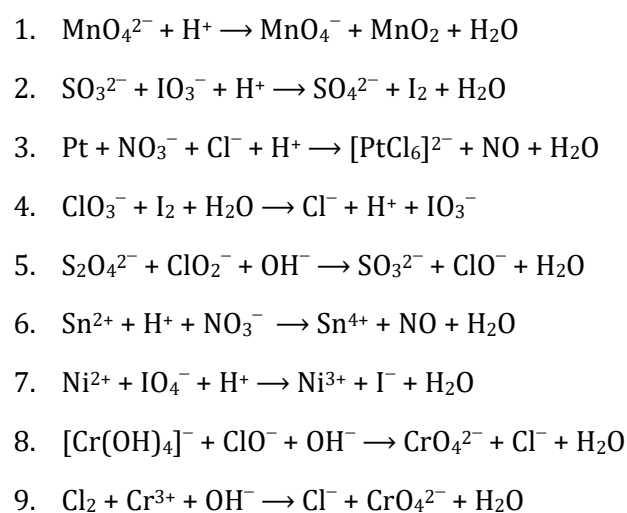 1. MnO₄²⁻ + H⁺ ⟶ MnO₄⁻ + MnO₂ + H₂O
2. SO₃²⁻ + IO₃⁻ + H⁺ ⟶ SO₄²⁻ + I₂ + H₂O
3. Pt + NO₃⁻ + Cl⁻ + H⁺ ⟶ [PtCl₆]²⁻ + NO + H₂O
4. ClO₃⁻ + I₂ + H₂O ⟶ Cl⁻ + H⁺ + IO₃⁻
5. S₂O₄²⁻ + ClO₂⁻ + OH⁻ ⟶ SO₃²⁻ + ClO⁻ + H₂O
6. Sn²⁺ + H⁺ + NO₃⁻ ⟶ Sn⁴⁺ + NO + H₂O
7. Ni²⁺ + IO₄⁻ + H⁺ ⟶ Ni³⁺ + I⁻ + H₂O
8. [Cr(OH)₄]⁻ + ClO⁻ + OH⁻ ⟶ CrO₄²⁻ + Cl⁻ + H₂O
9. Cl₂ + Cr³⁺ + OH⁻ ⟶ Cl⁻ + CrO₄²⁻ + H₂O